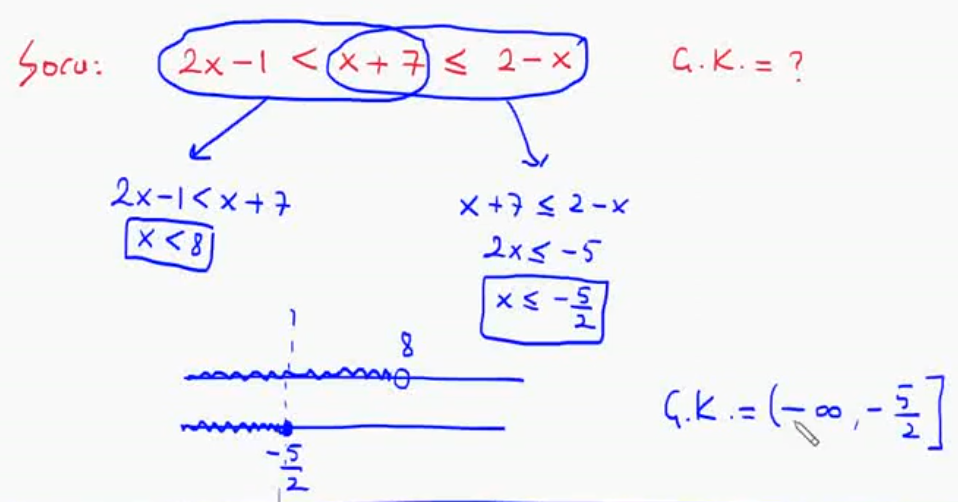 Soru: 2x-1 < x+7 ≤ 2-x G.K. = ?
2x-1 < x+7
x < 8
x+7 ≤ 2-x
2x ≤ -5
x ≤ -5/2
8
-5/2
G.K. = (-∞, -5/2]